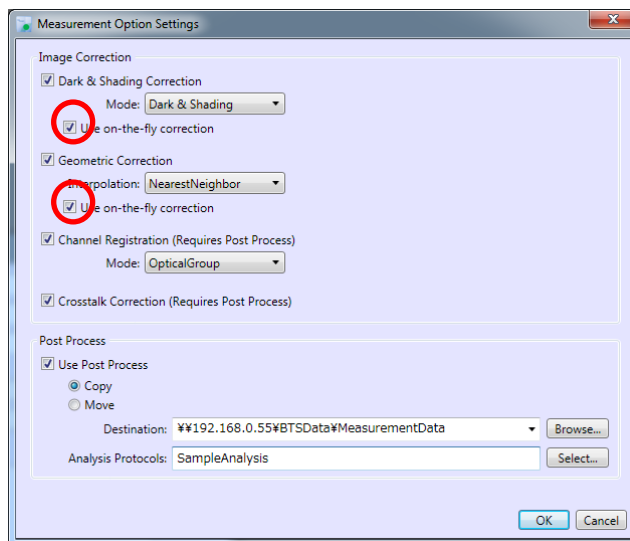 Measurement Option Settings
Image Correction
Dark & Shading Correction
Mode: Dark & Shading
Use on-the-fly correction
Geometric Correction
Interpolation: NearestNeighbor
Use on-the-fly correction
Channel Registration (Requires Post Process)
Mode: OpticalGroup
Crosstalk Correction (Requires Post Process)
Post Process
Use Post Process
Copy
Move
Destination: ¥¥192.168.0.55¥BTSData¥MeasurementData Browse...
Analysis Protocols: SampleAnalysis Select...
OK Cancel